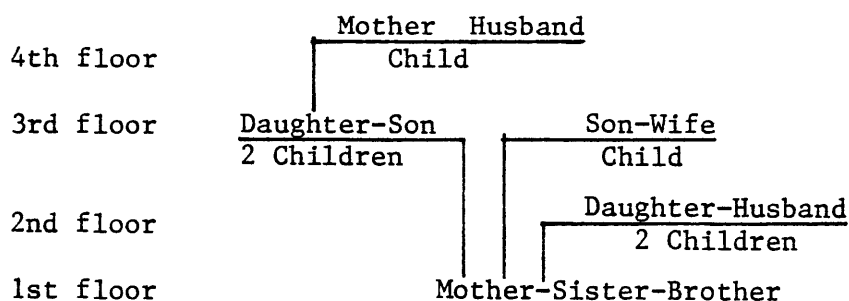 Mother Husband
4th floor Child
3rd floor Daughter-Son Son-Wife
2 Children Child
Daughter-Husband
2nd floor 2 Children
1st floor Mother-Sister-Brother